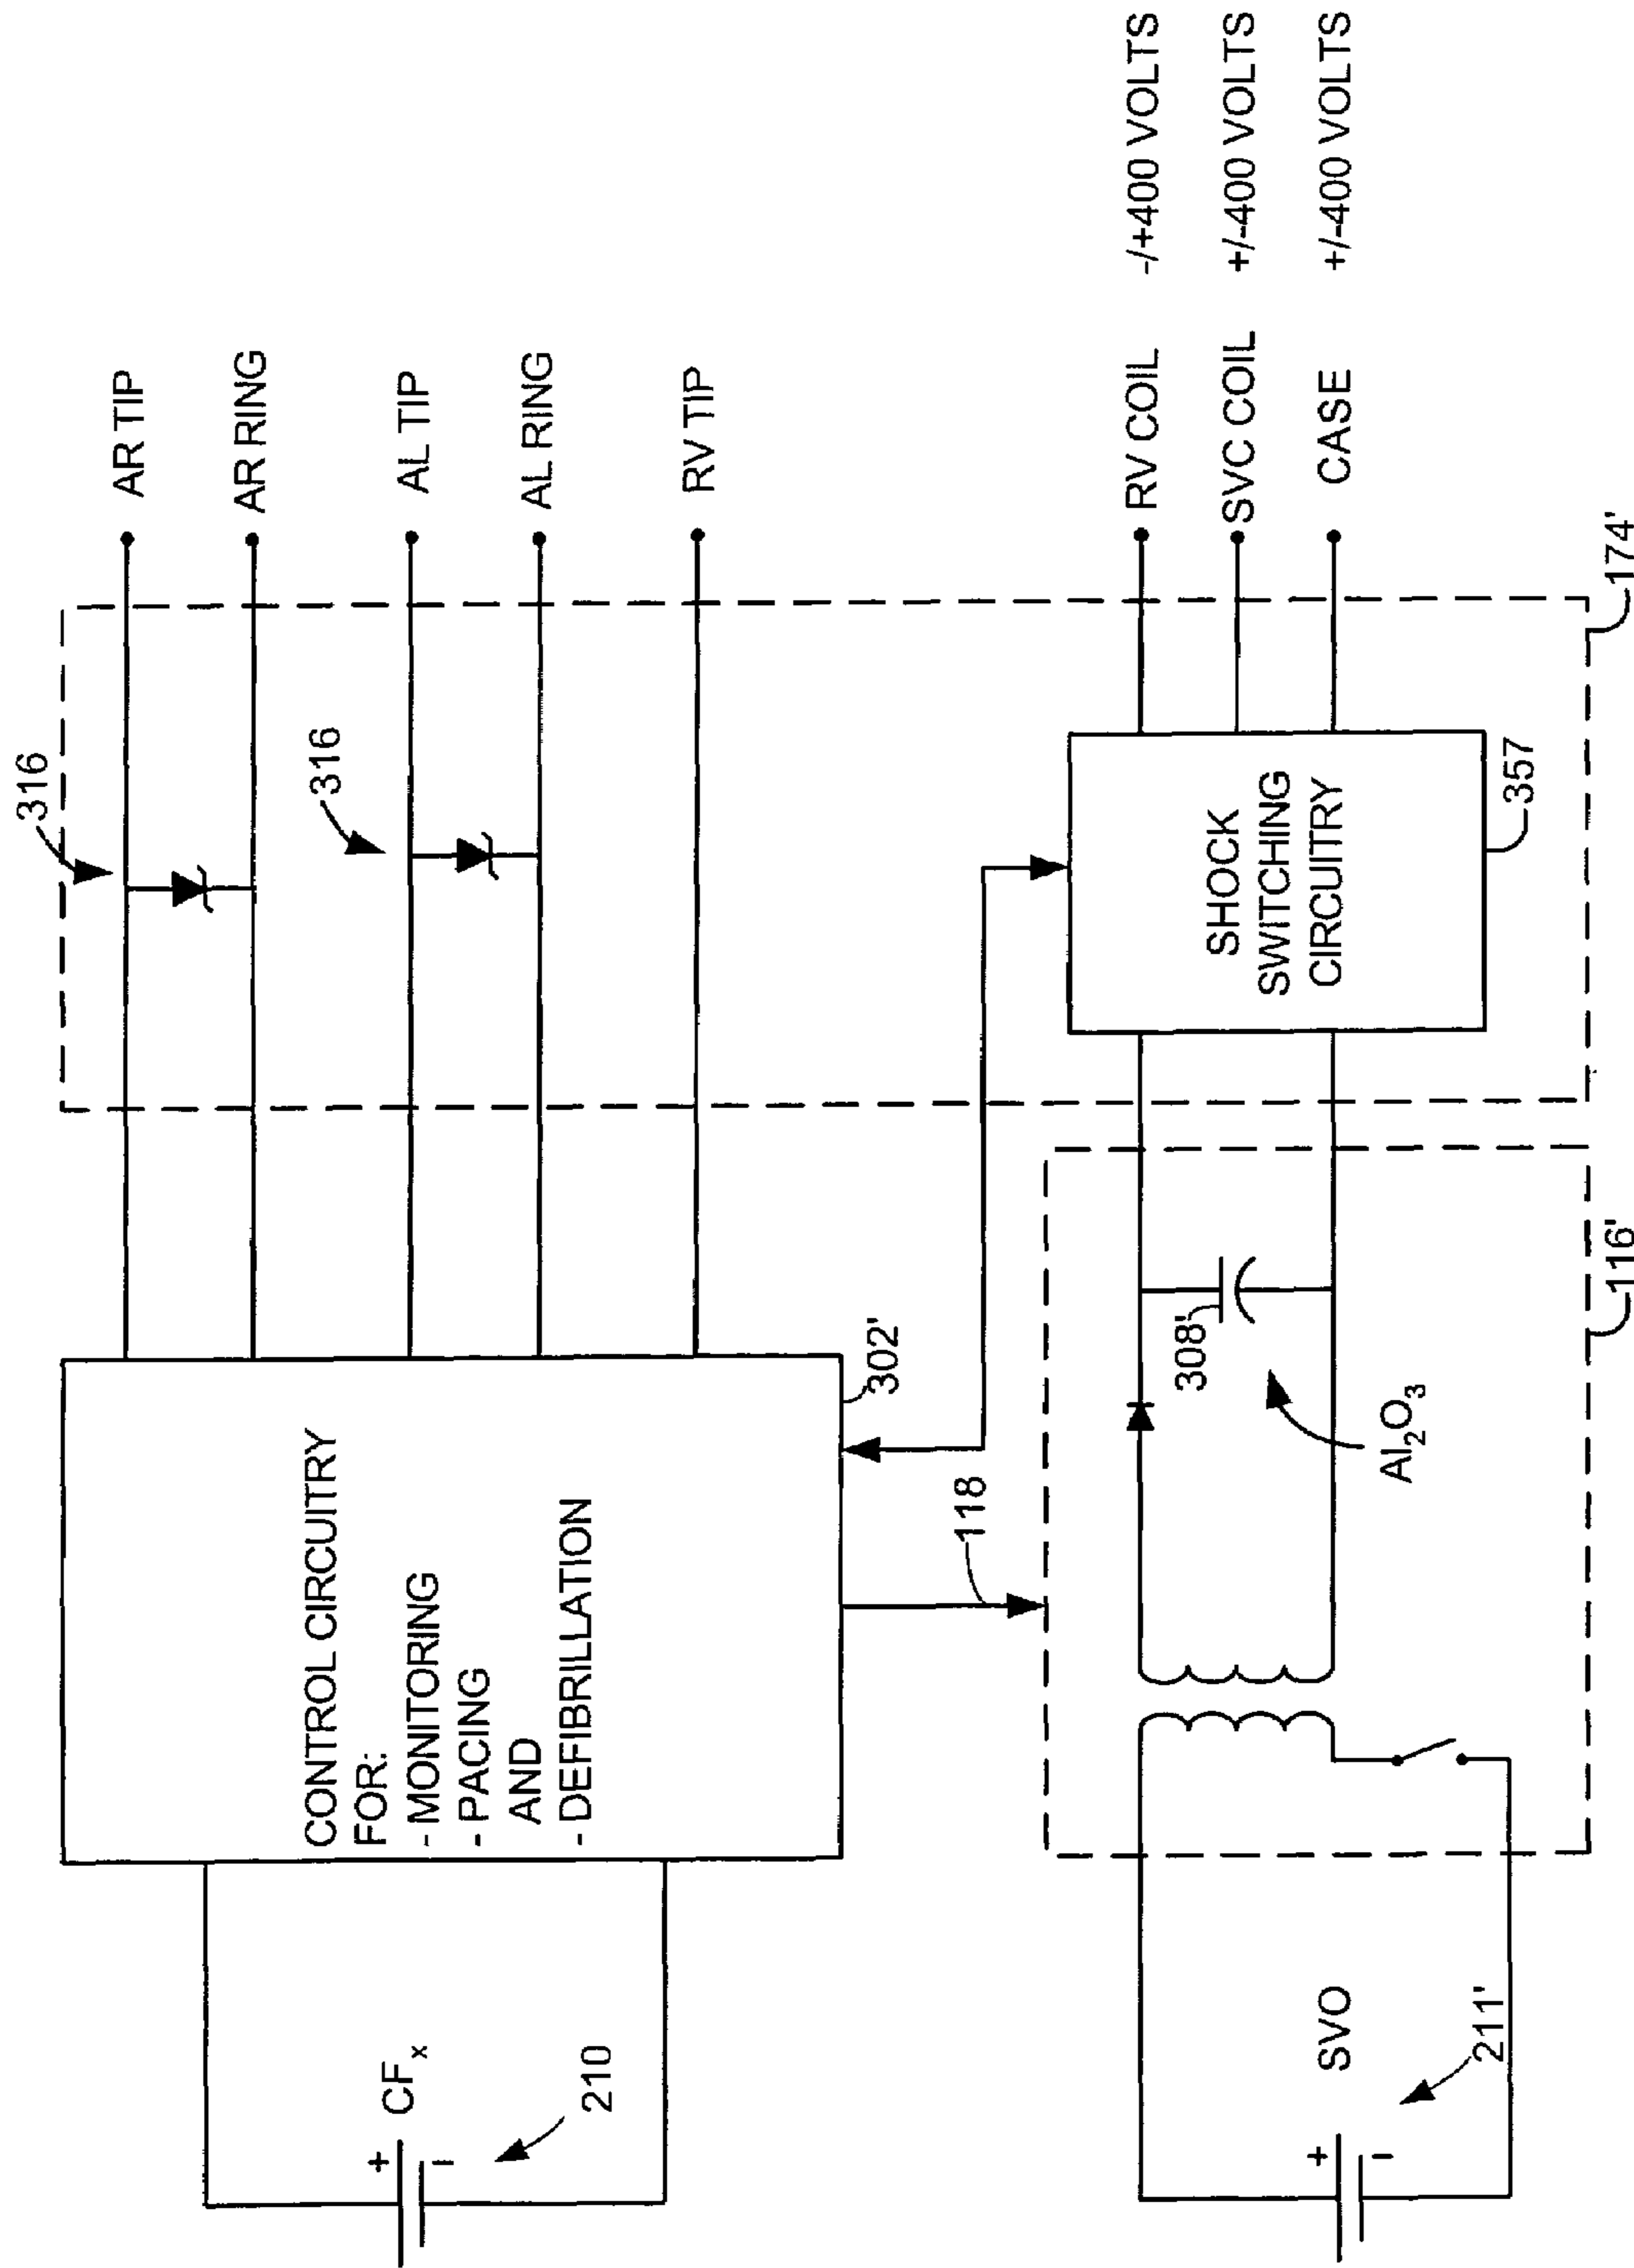 CONTROL CIRCUITRY
FOR:
- MONITORING
- PACING
AND
- DEFIBRILLATION
302'
+
CFₓ
-
210
316
316
AR TIP
AR RING
AL TIP
AL RING
RV TIP
118
SHOCK
SWITCHING
CIRCUITRY
357
RV COIL -/+400 VOLTS
SVC COIL +/-400 VOLTS
CASE +/-400 VOLTS
174'
308'
Al₂O₃
116'
+
SVO
-
211'